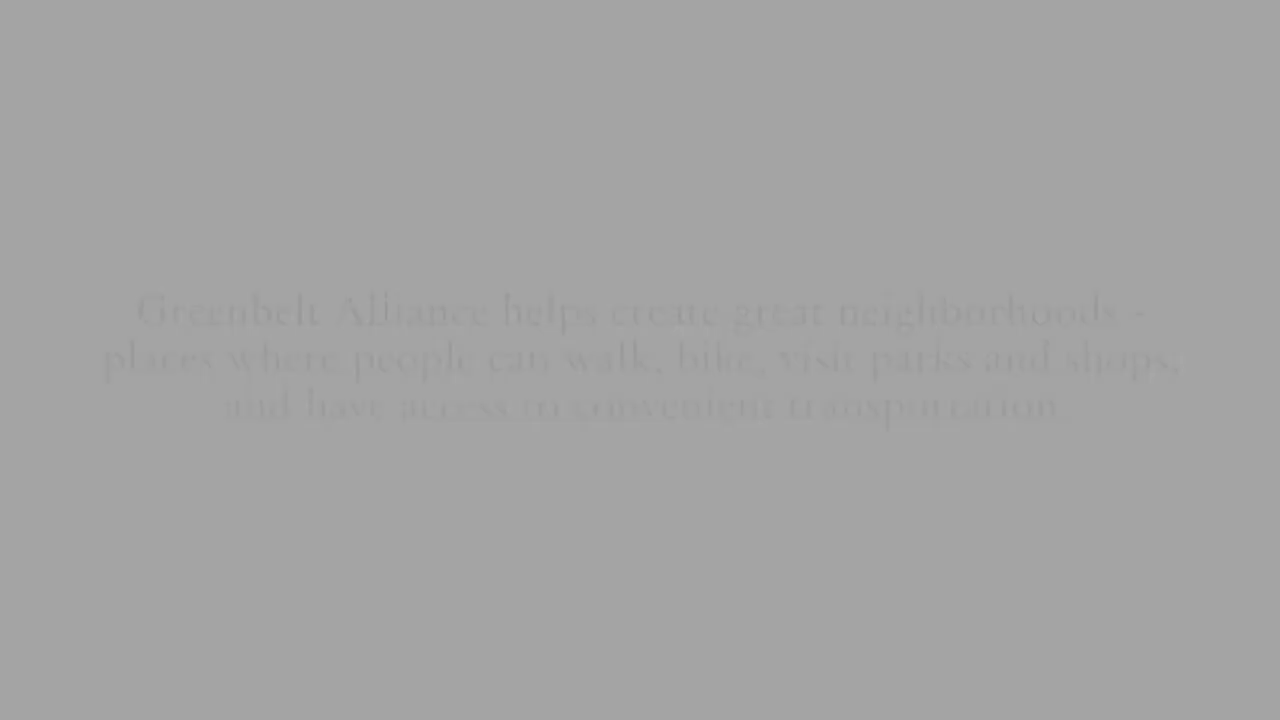 Greenbelt Alliance helps create great neighborhoods -
places where people can walk, bike, visit parks and shops;
and have access to convenient transportation.